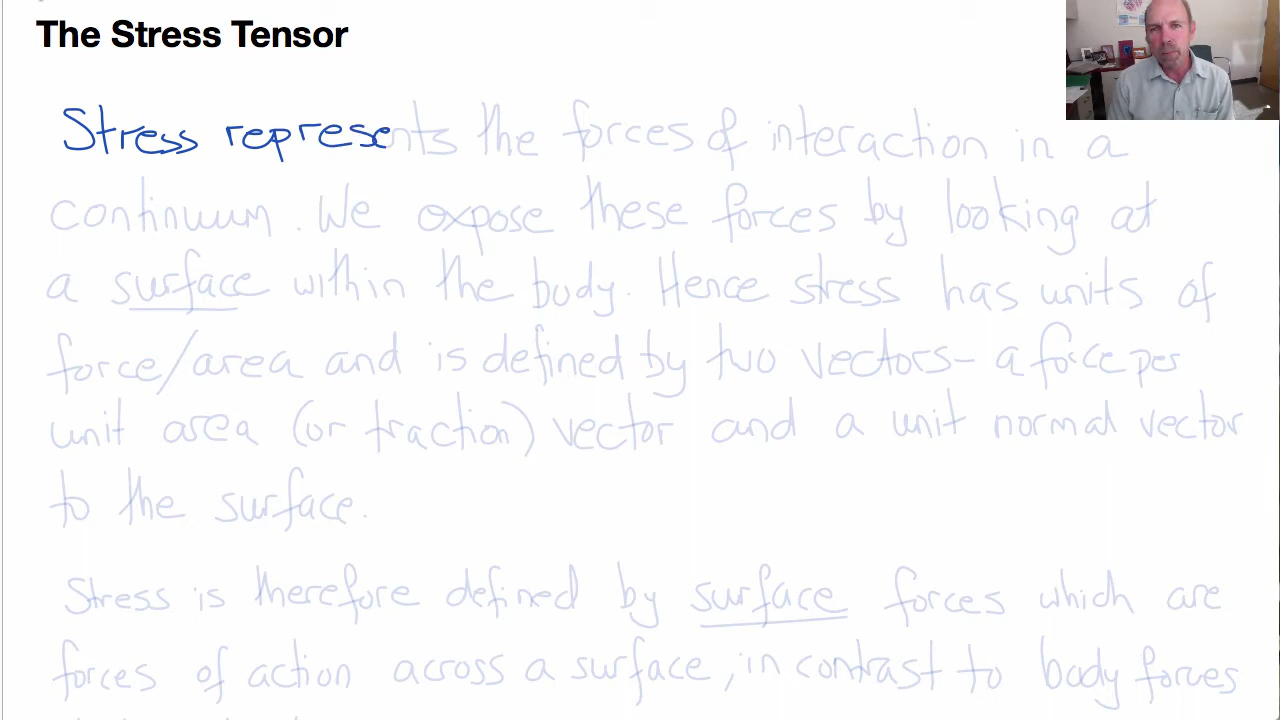 The Stress Tensor
Stress represents the forces of interaction in a
continuum. We expose these forces by looking at
a surface within the body. Hence stress has units of
force/area and is defined by two vectors - a force per
unit area (or traction) vector and a unit normal vector
to the surface.
Stress is therefore defined by surface forces which are
forces of action across a surface, in contrast to body forces